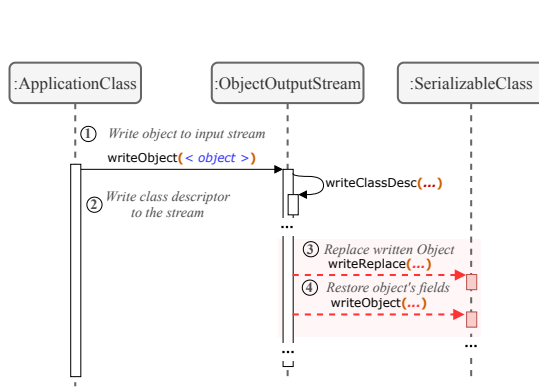 :ApplicationClass
:ObjectOutputStream
:SerializableClass
1 Write object to input stream
writeObject(< object >)
writeClassDesc(...)
2 Write class descriptor
to the stream
...
3 Replace written Object
writeReplace(...)
4 Restore object's fields
writeObject(...)
...
...